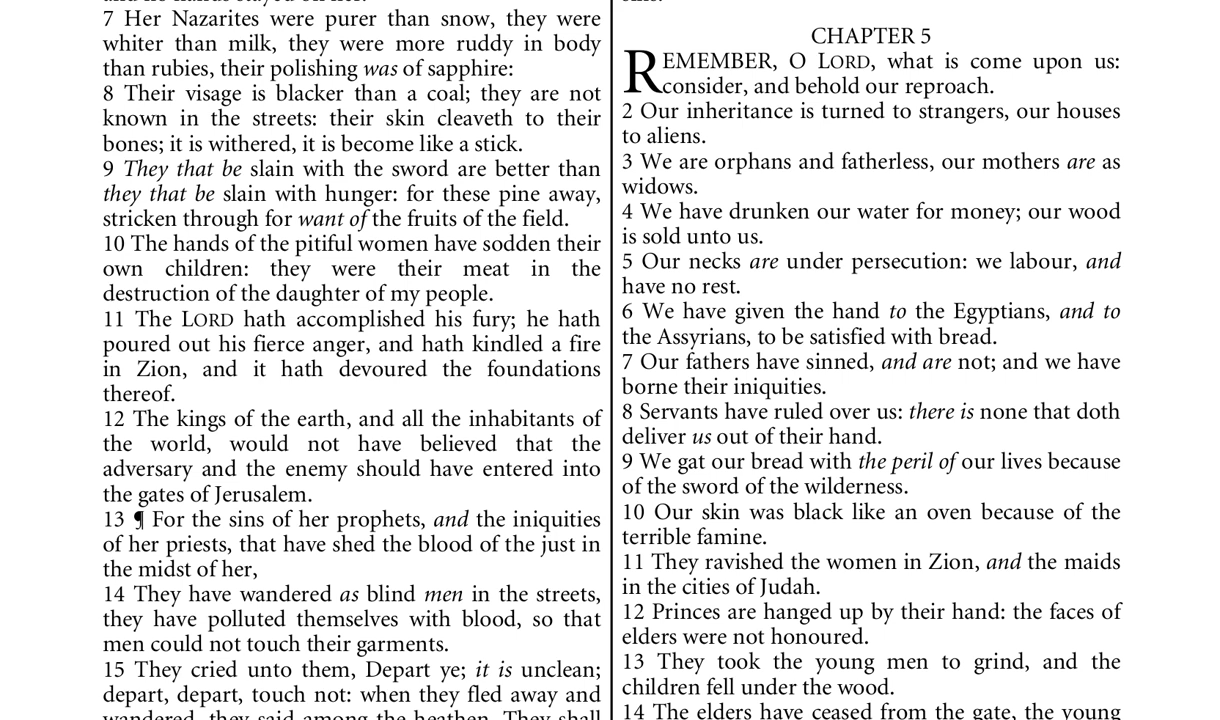 7 Her Nazarites were purer than snow, they were
whiter than milk, they were more ruddy in body
than rubies, their polishing was of sapphire:
8 Their visage is blacker than a coal; they are not
known in the streets: their skin cleaveth to their
bones; it is withered, it is become like a stick.
9 They that be slain with the sword are better than
they that be slain with hunger: for these pine away,
stricken through for want of the fruits of the field.
10 The hands of the pitiful women have sodden their
own children: they were their meat in the
destruction of the daughter of my people.
11 The LORD hath accomplished his fury; he hath
poured out his fierce anger, and hath kindled a fire
in Zion, and it hath devoured the foundations
thereof.
12 The kings of the earth, and all the inhabitants of
the world, would not have believed that the
adversary and the enemy should have entered into
the gates of Jerusalem.
13 ¶ For the sins of her prophets, and the iniquities
of her priests, that have shed the blood of the just in
the midst of her,
14 They have wandered as blind men in the streets,
they have polluted themselves with blood, so that
men could not touch their garments.
15 They cried unto them, Depart ye; it is unclean;
depart, depart, touch not: when they fled away and
wandered, they said among the heathen, They shall
CHAPTER 5
REMEMBER, O LORD, what is come upon us:
consider, and behold our reproach.
2 Our inheritance is turned to strangers, our houses
to aliens.
3 We are orphans and fatherless, our mothers are as
widows.
4 We have drunken our water for money; our wood
is sold unto us.
5 Our necks are under persecution: we labour, and
have no rest.
6 We have given the hand to the Egyptians, and to
the Assyrians, to be satisfied with bread.
7 Our fathers have sinned, and are not; and we have
borne their iniquities.
8 Servants have ruled over us: there is none that doth
deliver us out of their hand.
9 We gat our bread with the peril of our lives because
of the sword of the wilderness.
10 Our skin was black like an oven because of the
terrible famine.
11 They ravished the women in Zion, and the maids
in the cities of Judah.
12 Princes are hanged up by their hand: the faces of
elders were not honoured.
13 They took the young men to grind, and the
children fell under the wood.
14 The elders have ceased from the gate, the young